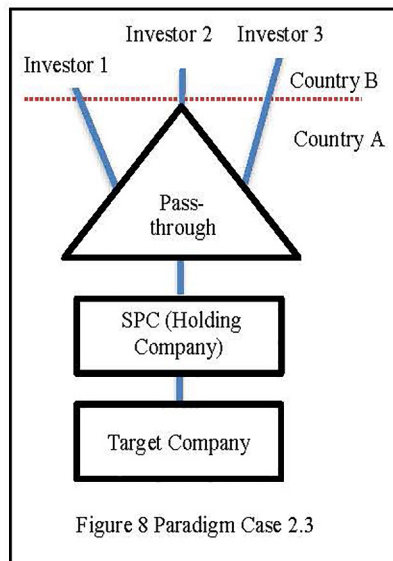 Investor 2
Investor 3
Investor 1
Country B
Country A
Pass-
through
SPC (Holding
Company)
Target Company
Figure 8 Paradigm Case 2.3